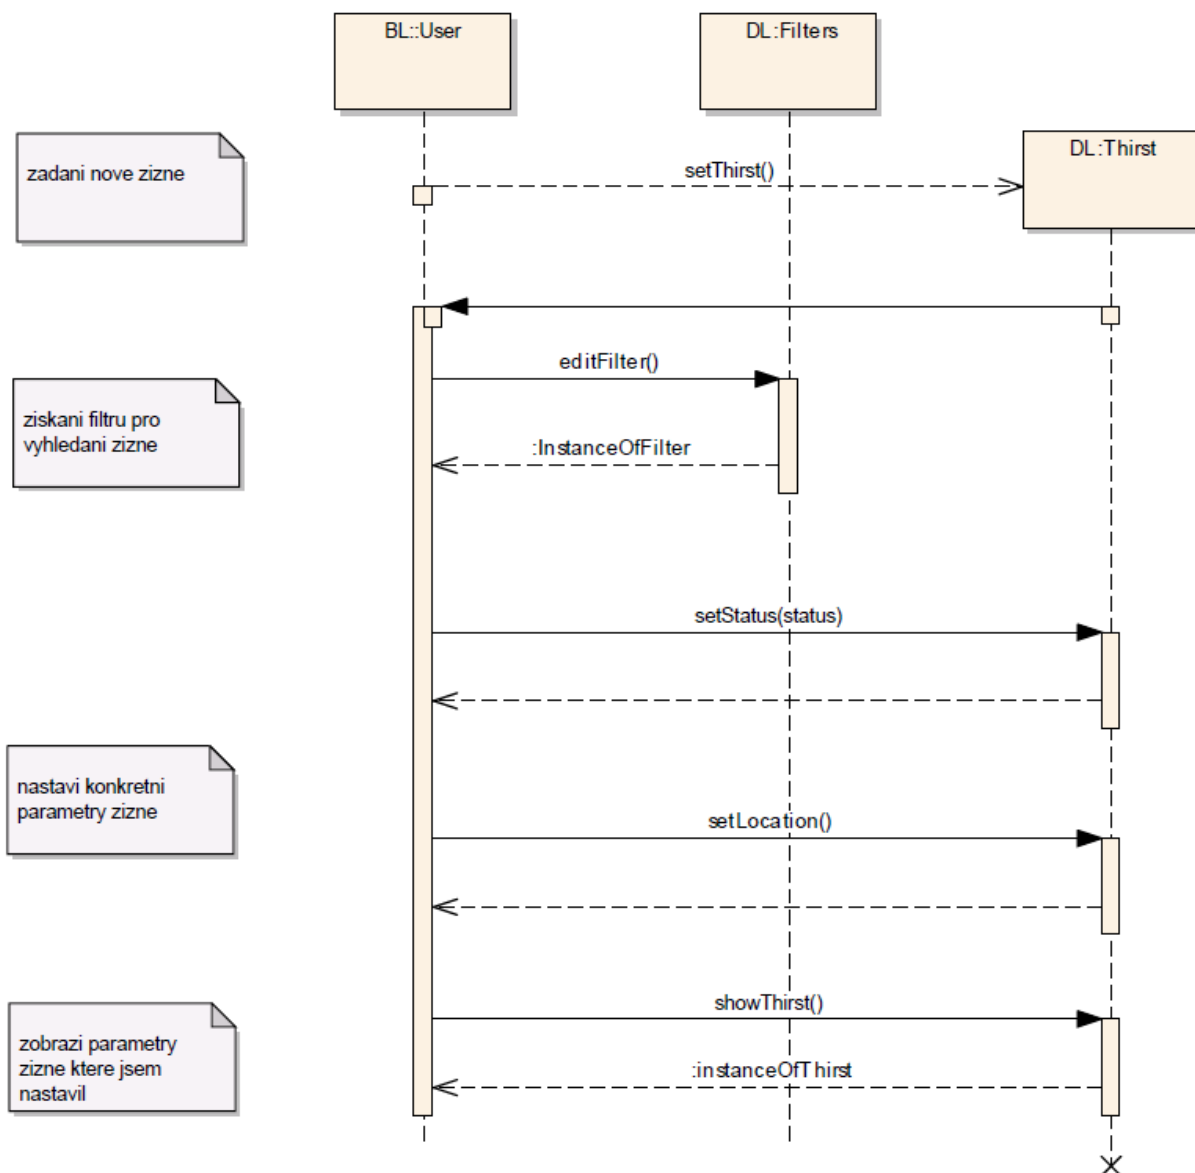 BL::User
DL:Filters
DL:Thirst
zadani nove zizne
setThirst()
editFilter()
ziskani filtru pro
vyhledani zizne
:InstanceOfFilter
setStatus(status)
nastavi konkretni
parametry zizne
setLocation()
showThirst()
zobrazi parametry
zizne ktere jsem
nastavil
:instanceOfThirst